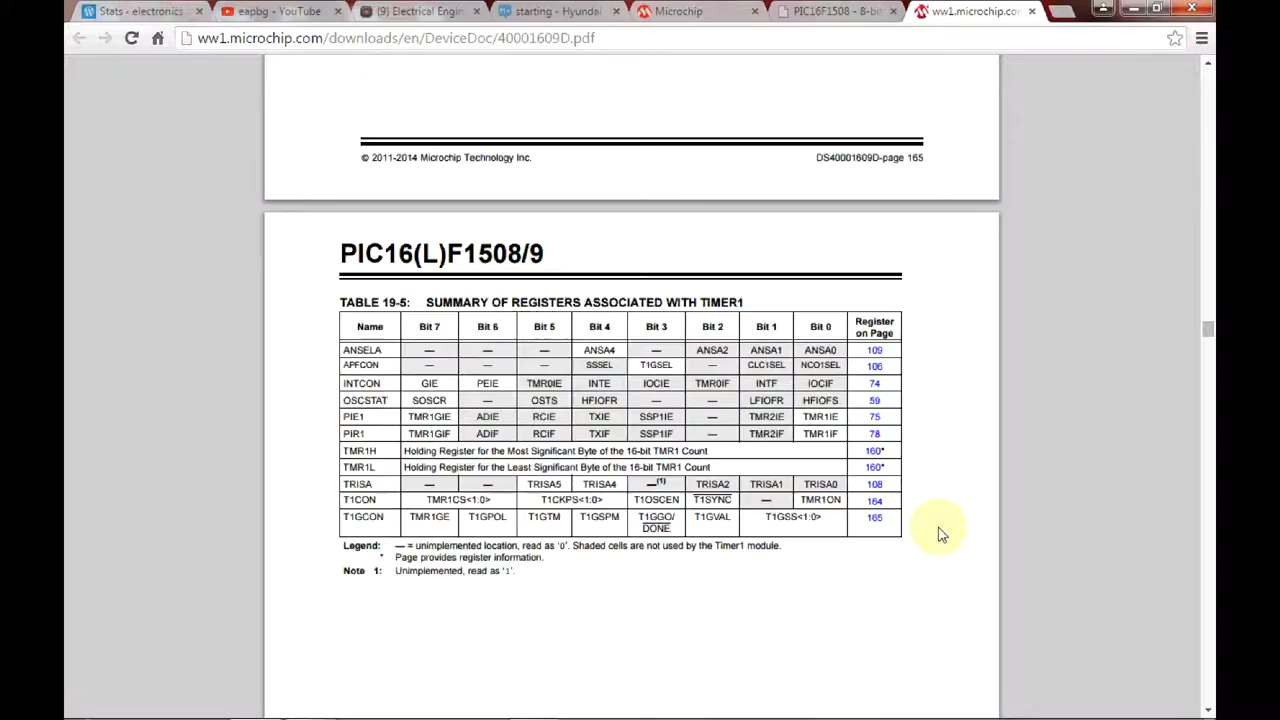 Stats - electronics
eapbg - YouTube
(9) Electrical Engin
starting - Hyundai
Microchip
PIC16F1508 - 8-bit
ww1.microchip.co
ww1.microchip.com/downloads/en/DeviceDoc/40001609D.pdf
© 2011-2014 Microchip Technology Inc. DS40001609D-page 165
PIC16(L)F1508/9
TABLE 19-5: SUMMARY OF REGISTERS ASSOCIATED WITH TIMER1
Name Bit 7 Bit 6 Bit 5 Bit 4 Bit 3 Bit 2 Bit 1 Bit 0 Register on Page
ANSELA — — — ANSA4 — ANSA2 ANSA1 ANSA0 109
APFCON — — — SSSEL T1GSEL — CLC1SEL NCO1SEL 106
INTCON GIE PEIE TMR0IE INTE IOCIE TMR0IF INTF IOCIF 74
OSCSTAT SOSCR — OSTS HFIOFR — — LFIOFR HFIOFS 59
PIE1 TMR1GIE ADIE RCIE TXIE SSP1IE — TMR2IE TMR1IE 75
PIR1 TMR1GIF ADIF RCIF TXIF SSP1IF — TMR2IF TMR1IF 78
TMR1H Holding Register for the Most Significant Byte of the 16-bit TMR1 Count 160*
TMR1L Holding Register for the Least Significant Byte of the 16-bit TMR1 Count 160*
TRISA — — TRISA5 TRISA4 —(1) TRISA2 TRISA1 TRISA0 108
T1CON TMR1CS<1:0> T1CKPS<1:0> T1OSCEN T1SYNC — TMR1ON 164
T1GCON TMR1GE T1GPOL T1GTM T1GSPM T1GGO/ DONE T1GVAL T1GSS<1:0> 165
Legend: — = unimplemented location, read as '0'. Shaded cells are not used by the Timer1 module.
* Page provides register information.
Note 1: Unimplemented, read as '1'.